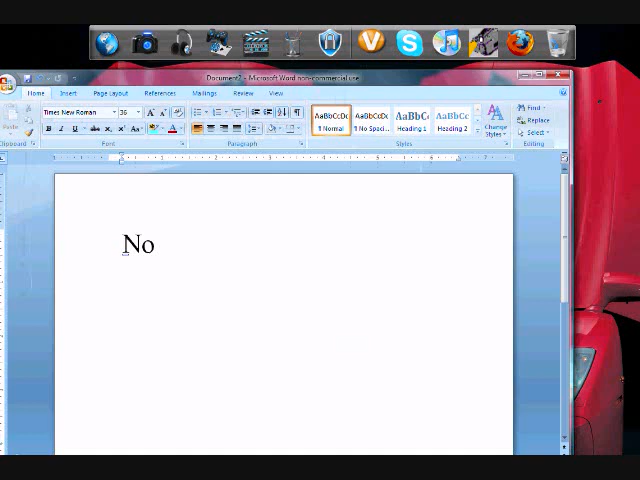 Document2 - Microsoft Word non-commercial use
Home Insert Page Layout References Mailings Review View
Times New Roman 36
AaBbCcDc AaBbCcDc AaBbCc AaBbCc
¶ Normal ¶ No Spaci... Heading 1 Heading 2
Change Styles
Find
Replace
Select
Paste
Clipboard Font Paragraph Styles Editing
No